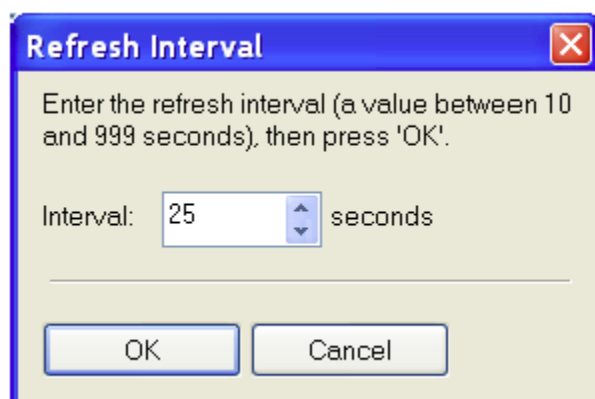 Refresh Interval
Enter the refresh interval (a value between 10
and 999 seconds), then press 'OK'.
Interval: 25 seconds
OK Cancel